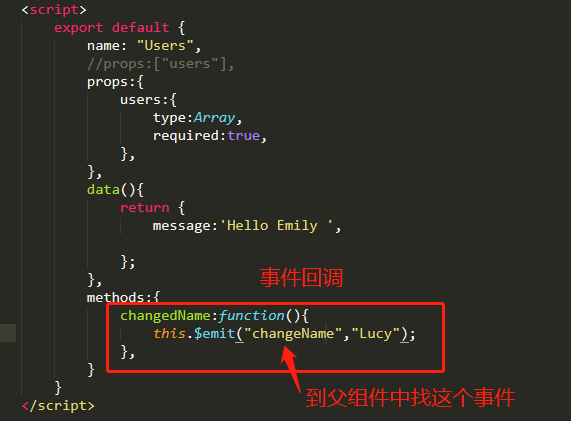 <script>
export default {
name: "Users",
//props:["users"],
props:{
users:{
type:Array,
required:true,
},
},
data(){
return {
message:'Hello Emily ',
};
},
事件回调
methods:{
changedName:function(){
this.$emit("changeName","Lucy");
},
到父组件中找这个事件
}
}
</script>